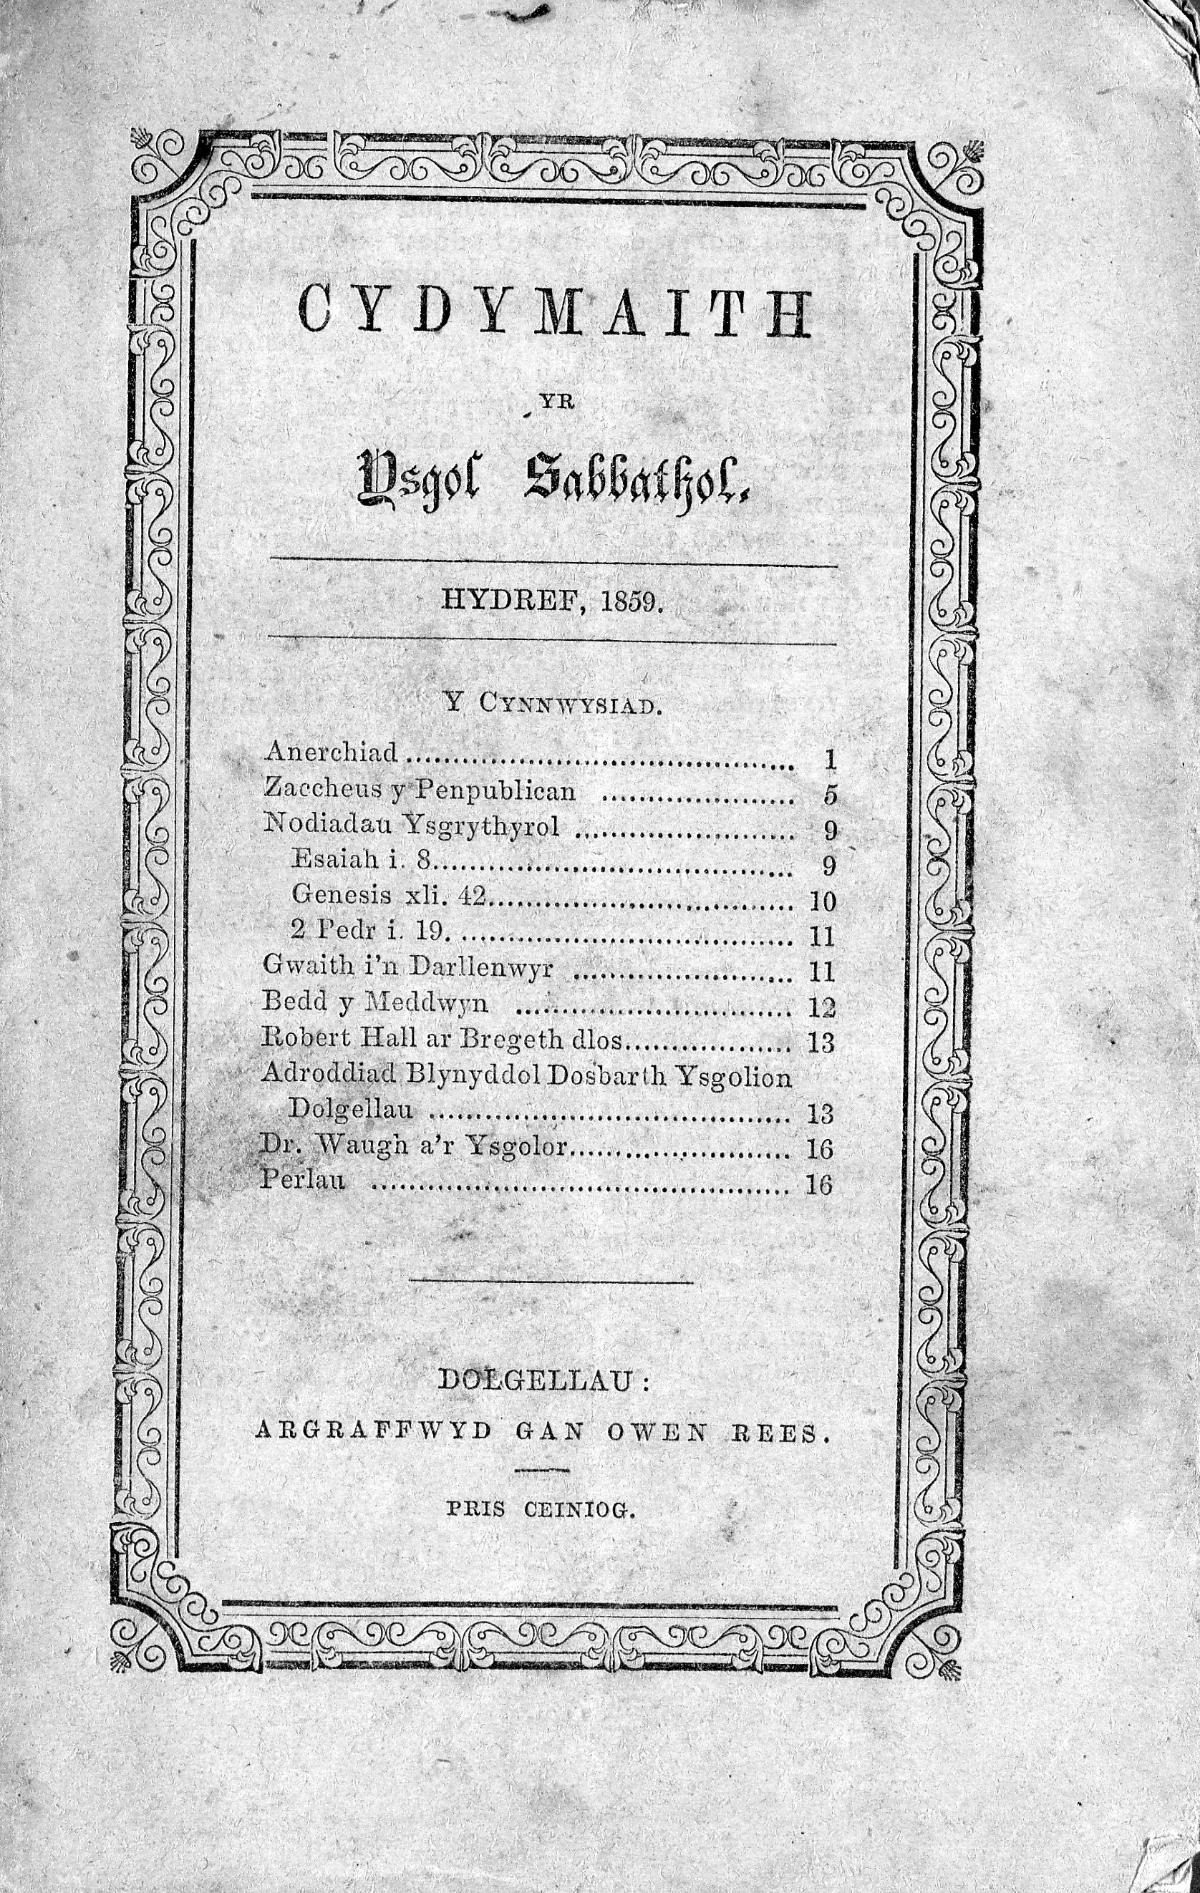 CYDYMAITH
YR
Ysgol Sabbathol.
HYDREF, 1859.
Y CYNNWYSIAD.
Anerchiad ........................................ 1
Zaccheus y Penpublican ..................... 5
Nodiadau Ysgrythyrol ....................... 9
Esaiah i. 8...................................... 9
Genesis xli. 42................................ 10
2 Pedr i. 19. ................................... 11
Gwaith i'n Darllenwyr ....................... 11
Bedd y Meddwyn ............................. 12
Robert Hall ar Bregeth dlos.................. 13
Adroddiad Blynyddol Dosbarth Ysgolion
Dolgellau ...................................... 13
Dr. Waugh a'r Ysgolor........................ 16
Perlau ............................................ 16
DOLGELLAU :
ARGRAFFWYD GAN OWEN REES.
PRIS CEINIOG.